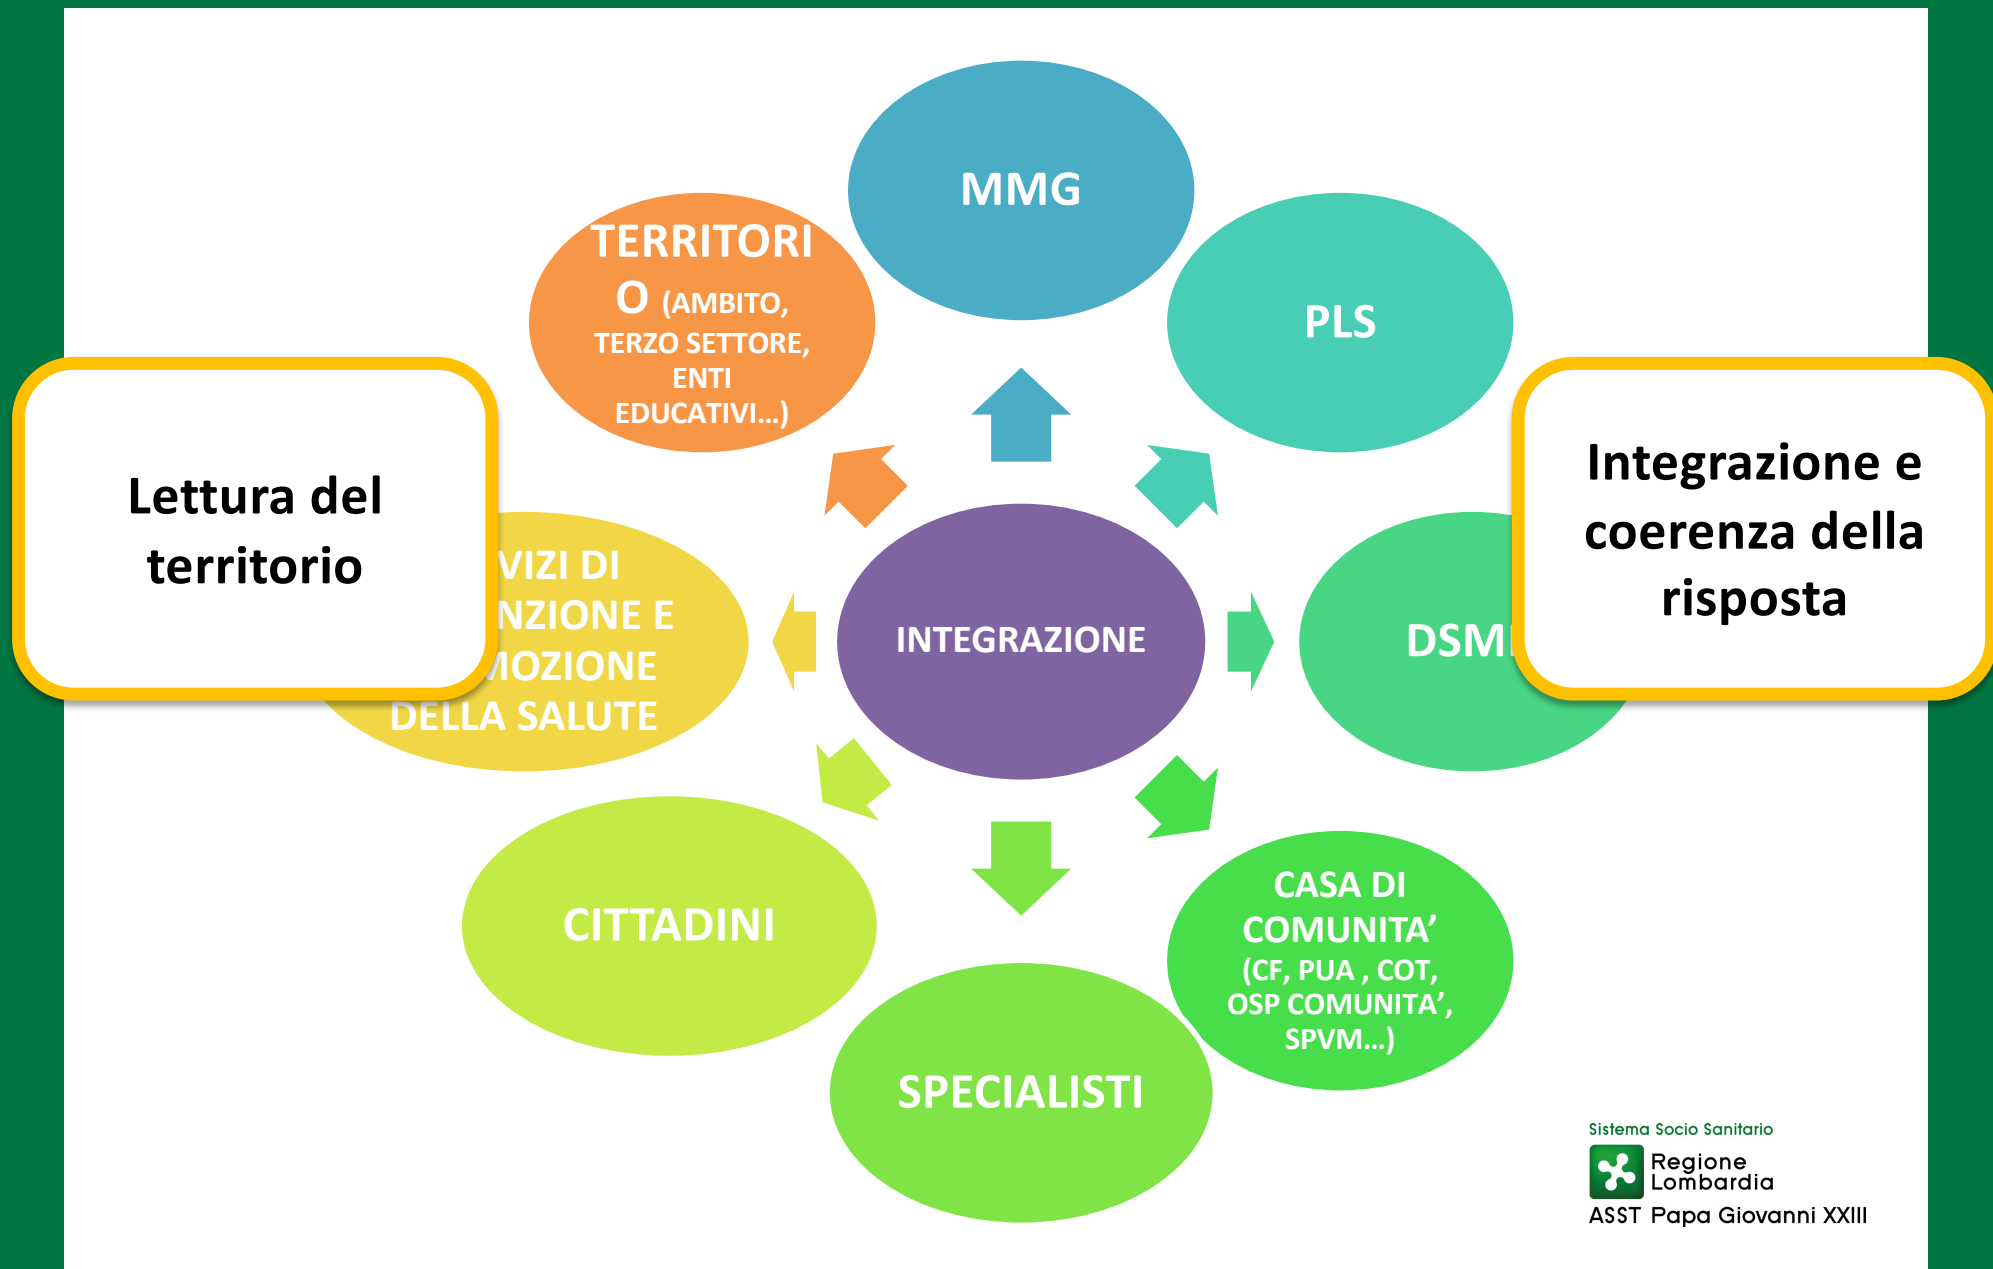 MMG
TERRITORI
O (AMBITO,
TERZO SETTORE,
ENTI
EDUCATIVI...)
PLS
Lettura del
territorio
Integrazione e
coerenza della
risposta
VIZI DI
NZIONE E
MOZIONE
DELLA SALUTE
INTEGRAZIONE
DSM
CITTADINI
CASA DI
COMUNITA’
(CF, PUA , COT,
OSP COMUNITA’,
SPVM...)
SPECIALISTI
Sistema Socio Sanitario
Regione
Lombardia
ASST Papa Giovanni XXIII